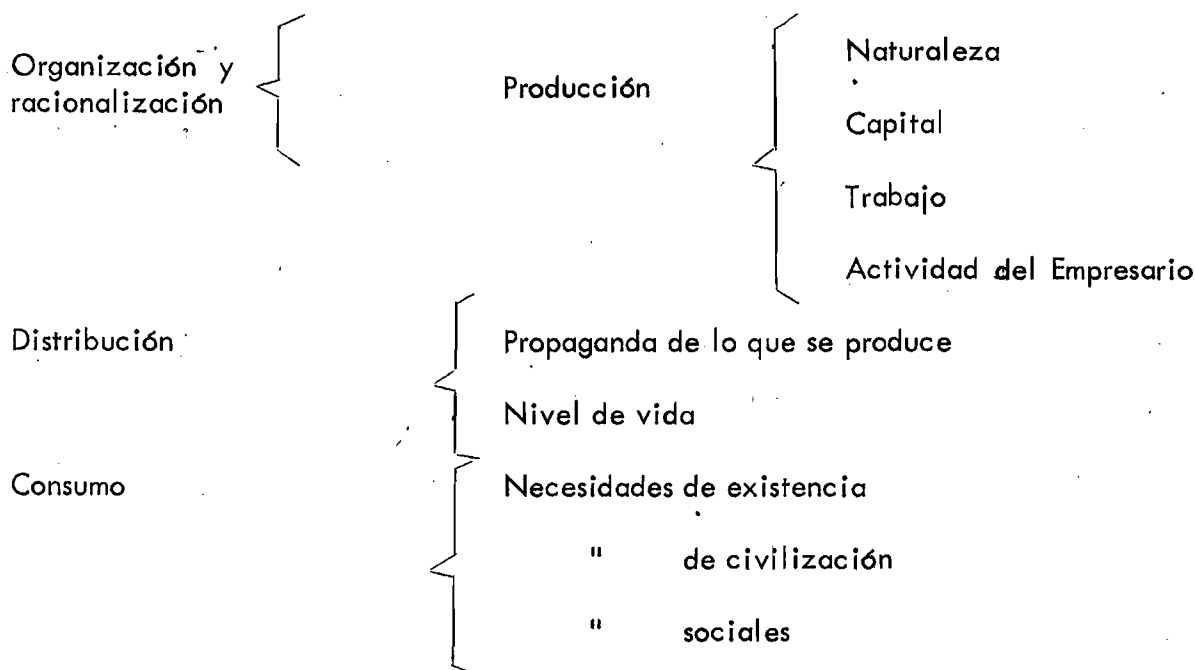 Organización y
racionalización
Producción
Naturaleza
Capital
Trabajo
Actividad del Empresario
Distribución
Propaganda de lo que se produce
Nivel de vida
Consumo
Necesidades de existencia
" de civilización
" sociales